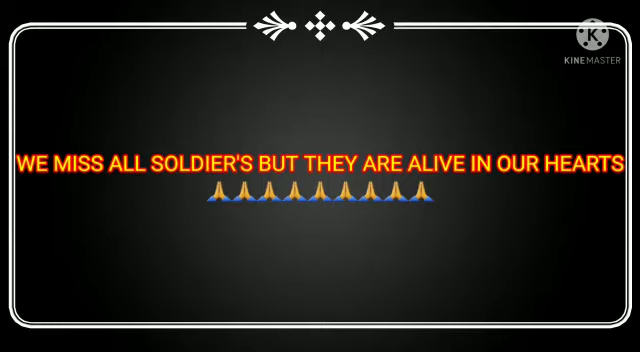 K
KINEMASTER
WE MISS ALL SOLDIER'S BUT THEY ARE ALIVE IN OUR HEARTS
🙏🙏🙏🙏🙏🙏🙏🙏🙏